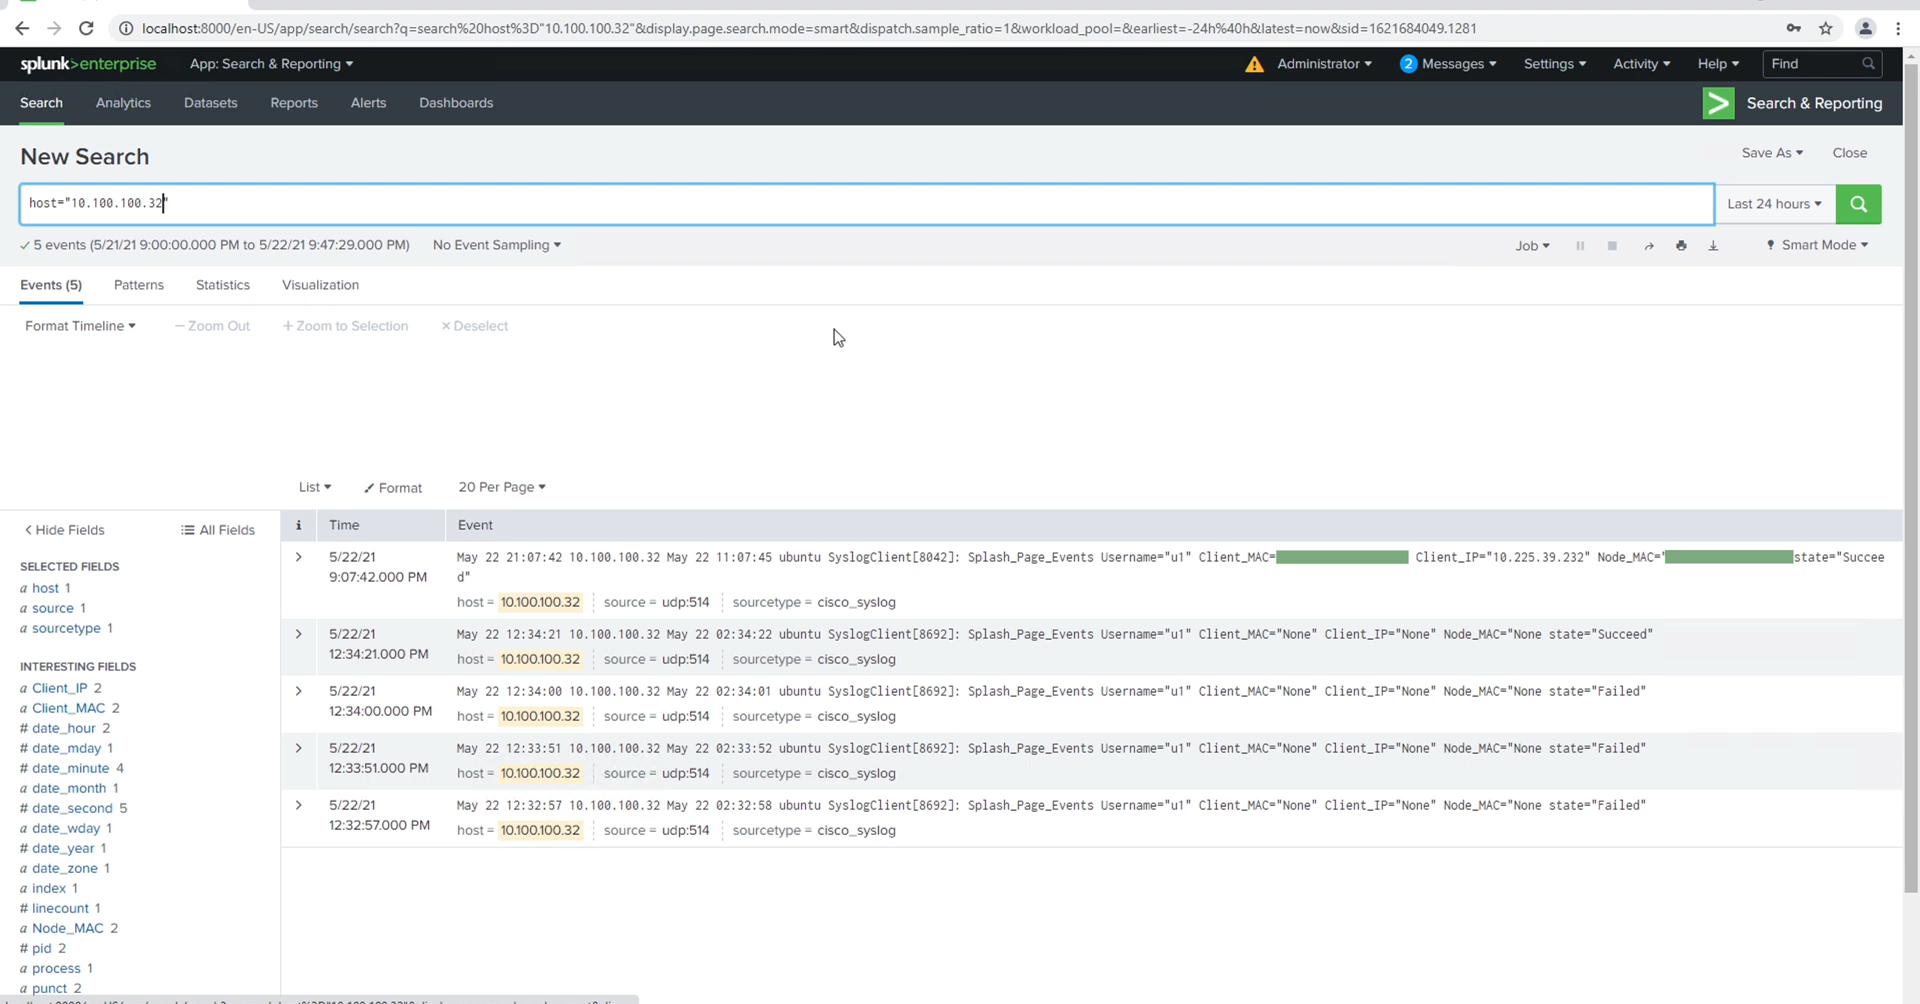 localhost:8000/en-US/app/search/search?q=search%20host%3D"10.100.100.32"&display.page.search.mode=smart&dispatch.sample_ratio=1&workload_pool=&earliest=-24h%40h&latest=now&sid=1621684049.1281
splunk>enterprise App: Search & Reporting Administrator 2 Messages Settings Activity Help Find
Search Analytics Datasets Reports Alerts Dashboards Search & Reporting
New Search Save As Close
host="10.100.100.32" Last 24 hours
5 events (5/21/21 9:00:00.000 PM to 5/22/21 9:47:29.000 PM) No Event Sampling Job Smart Mode
Events (5) Patterns Statistics Visualization
Format Timeline — Zoom Out + Zoom to Selection × Deselect
List Format 20 Per Page
< Hide Fields All Fields
SELECTED FIELDS
a host 1
a source 1
a sourcetype 1
INTERESTING FIELDS
a Client_IP 2
a Client_MAC 2
# date_hour 2
# date_mday 1
# date_minute 4
a date_month 1
# date_second 5
a date_wday 1
# date_year 1
a date_zone 1
a index 1
# linecount 1
a Node_MAC 2
# pid 2
a process 1
a punct 2
i Time Event
5/22/21 9:07:42.000 PM
May 22 21:07:42 10.100.100.32 May 22 11:07:45 ubuntu SyslogClient[8042]: Splash_Page_Events Username="u1" Client_MAC= Client_IP="10.225.39.232" Node_MAC=" state="Succee
d"
host = 10.100.100.32 source = udp:514 sourcetype = cisco_syslog
5/22/21 12:34:21.000 PM
May 22 12:34:21 10.100.100.32 May 22 02:34:22 ubuntu SyslogClient[8692]: Splash_Page_Events Username="u1" Client_MAC="None" Client_IP="None" Node_MAC="None state="Succeed"
host = 10.100.100.32 source = udp:514 sourcetype = cisco_syslog
5/22/21 12:34:00.000 PM
May 22 12:34:00 10.100.100.32 May 22 02:34:01 ubuntu SyslogClient[8692]: Splash_Page_Events Username="u1" Client_MAC="None" Client_IP="None" Node_MAC="None state="Failed"
host = 10.100.100.32 source = udp:514 sourcetype = cisco_syslog
5/22/21 12:33:51.000 PM
May 22 12:33:51 10.100.100.32 May 22 02:33:52 ubuntu SyslogClient[8692]: Splash_Page_Events Username="u1" Client_MAC="None" Client_IP="None" Node_MAC="None state="Failed"
host = 10.100.100.32 source = udp:514 sourcetype = cisco_syslog
5/22/21 12:32:57.000 PM
May 22 12:32:57 10.100.100.32 May 22 02:32:58 ubuntu SyslogClient[8692]: Splash_Page_Events Username="u1" Client_MAC="None" Client_IP="None" Node_MAC="None state="Failed"
host = 10.100.100.32 source = udp:514 sourcetype = cisco_syslog